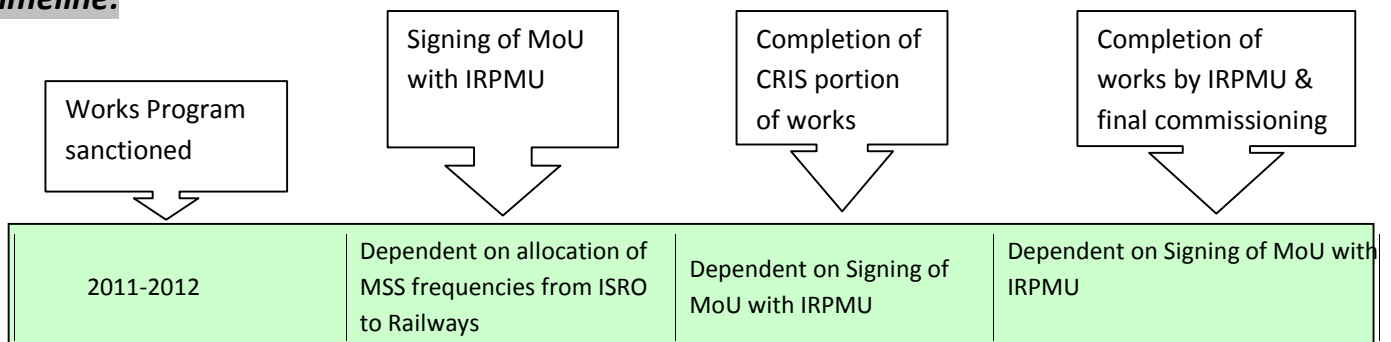 Works Program
sanctioned
Signing of MoU
with IRPMU
Completion of
CRIS portion
of works
Completion of
works by IRPMU &
final commissioning
2011-2012
Dependent on allocation of
MSS frequencies from ISRO
to Railways
Dependent on Signing of
MoU with IRPMU
Dependent on Signing of MoU with
IRPMU